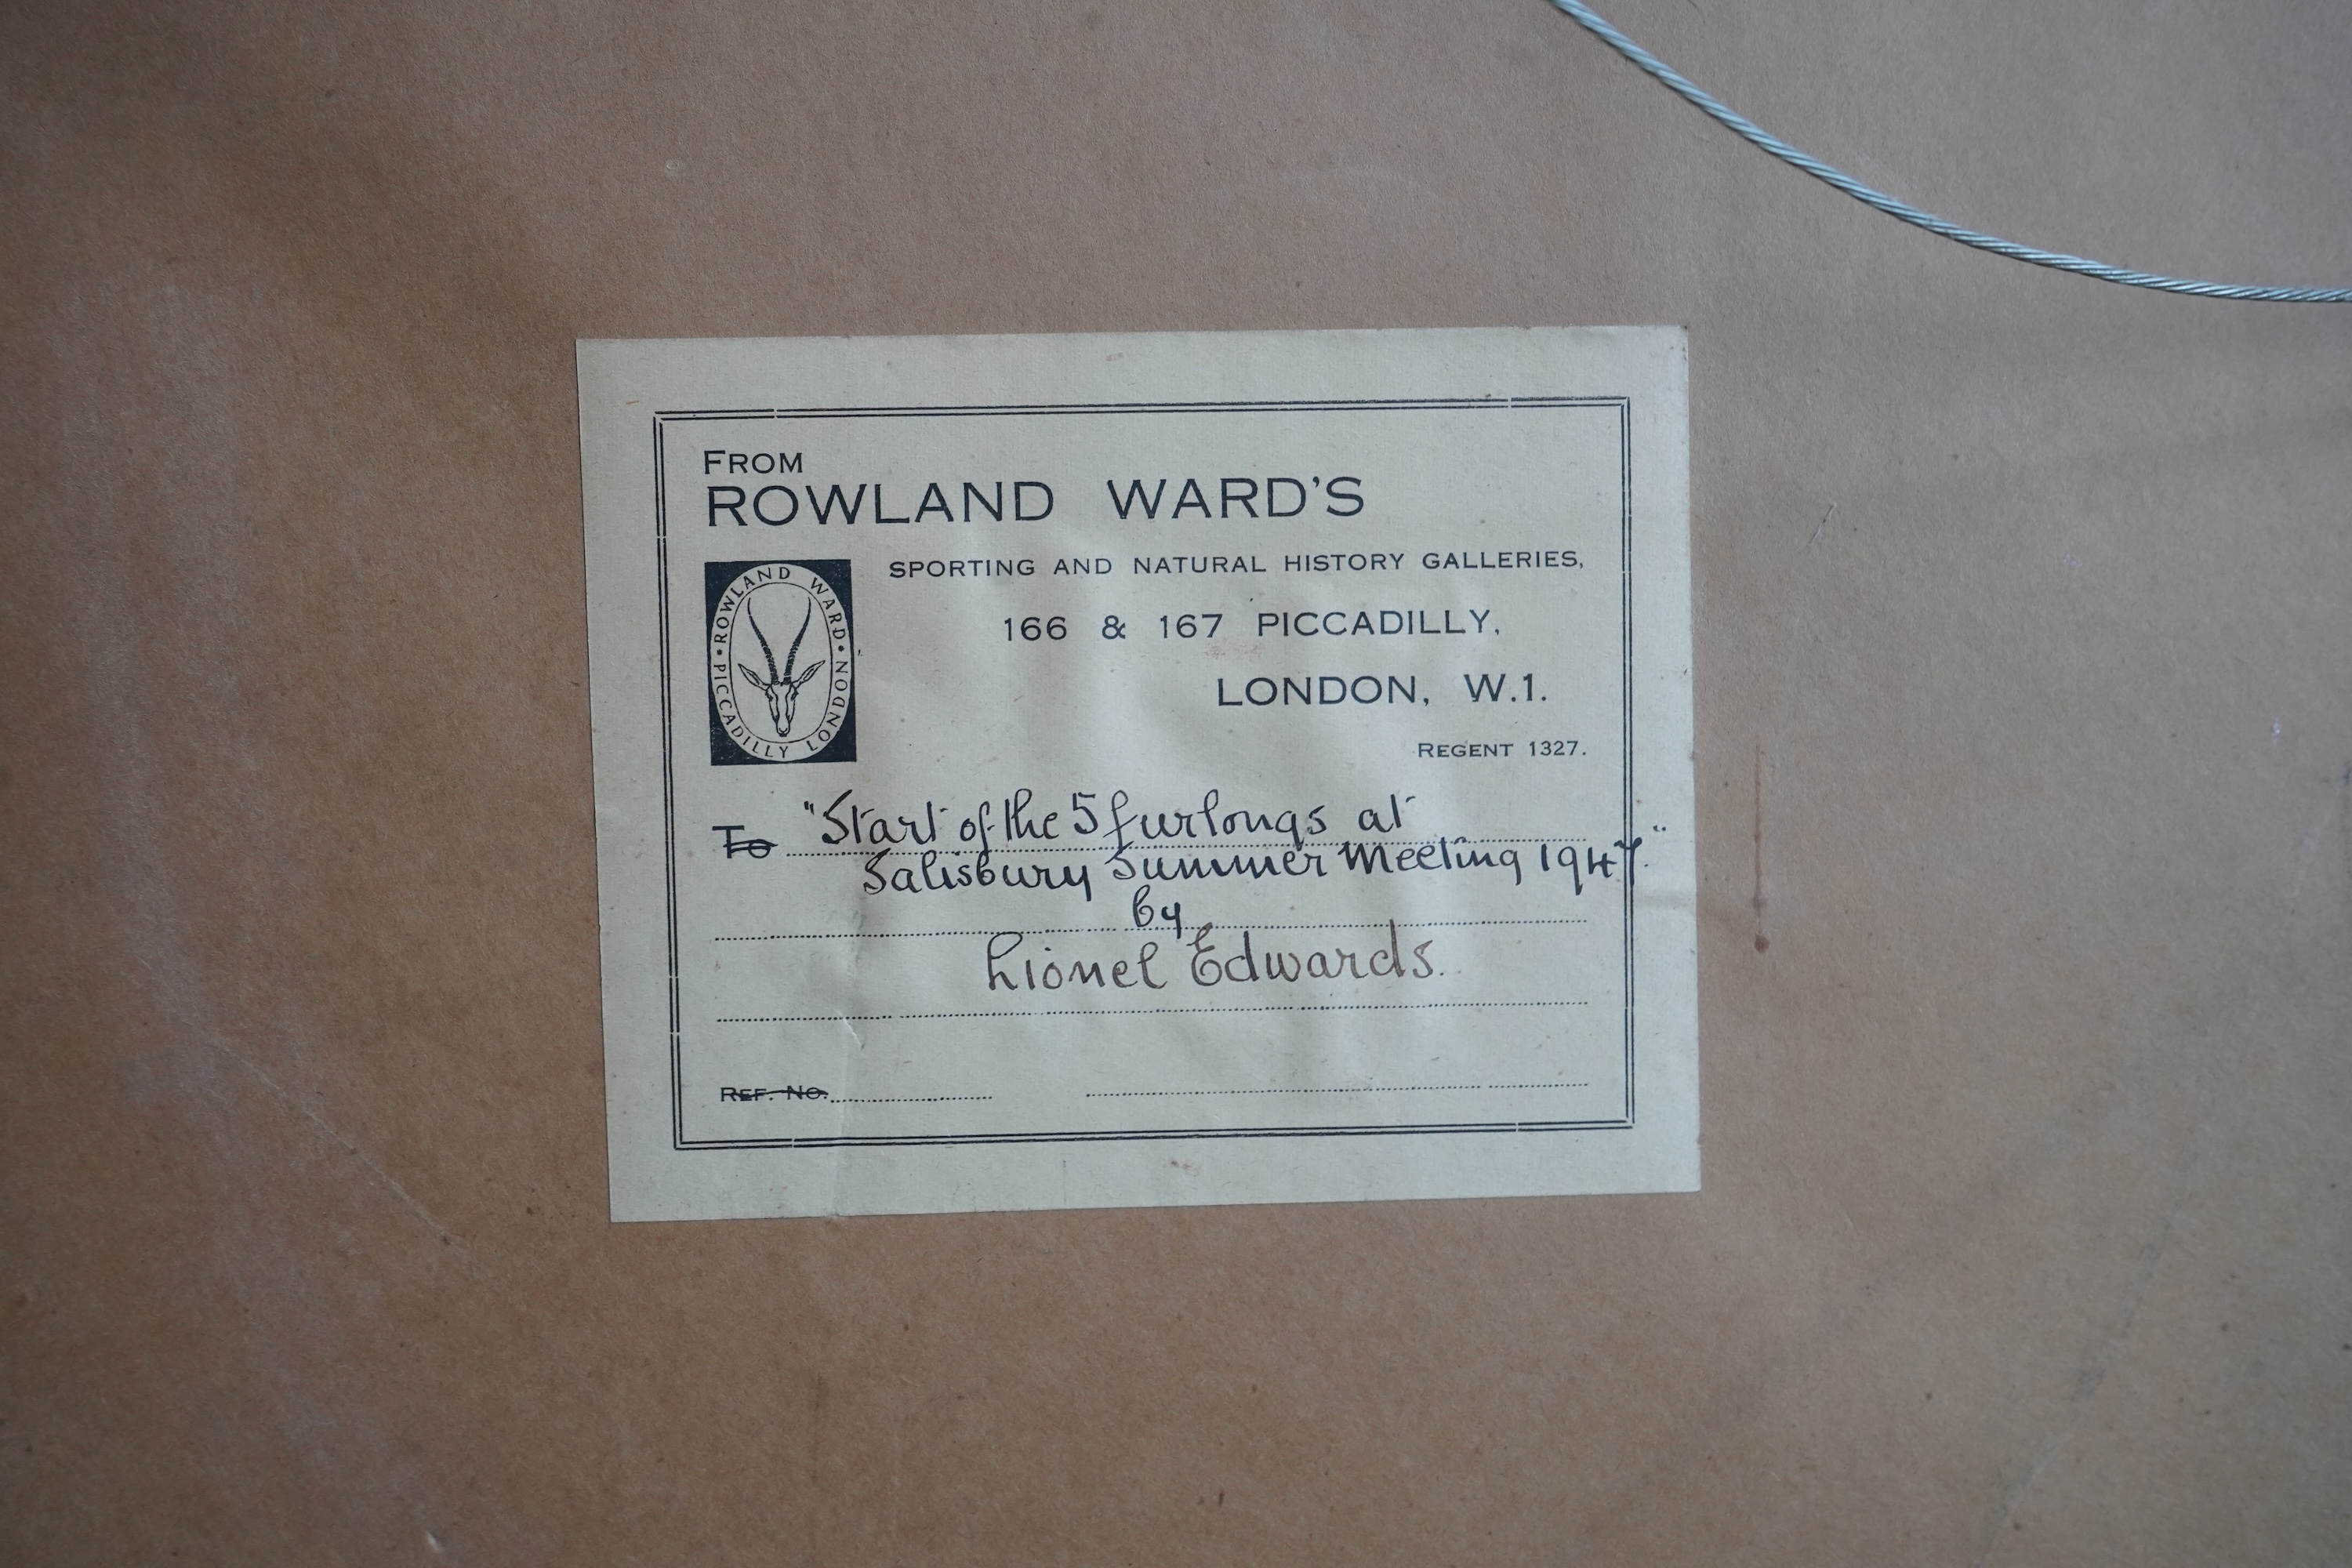 FROM
ROWLAND WARD'S
SPORTING AND NATURAL HISTORY GALLERIES,
166 & 167 PICCADILLY,
LONDON, W.1.
REGENT 1327.
ROWLAND WARD • PICCADILLY LONDON •
To "Start of the 5 furlongs at
Salisbury Summer Meeting 1947."
by
Lionel Edwards.
REF. NO.